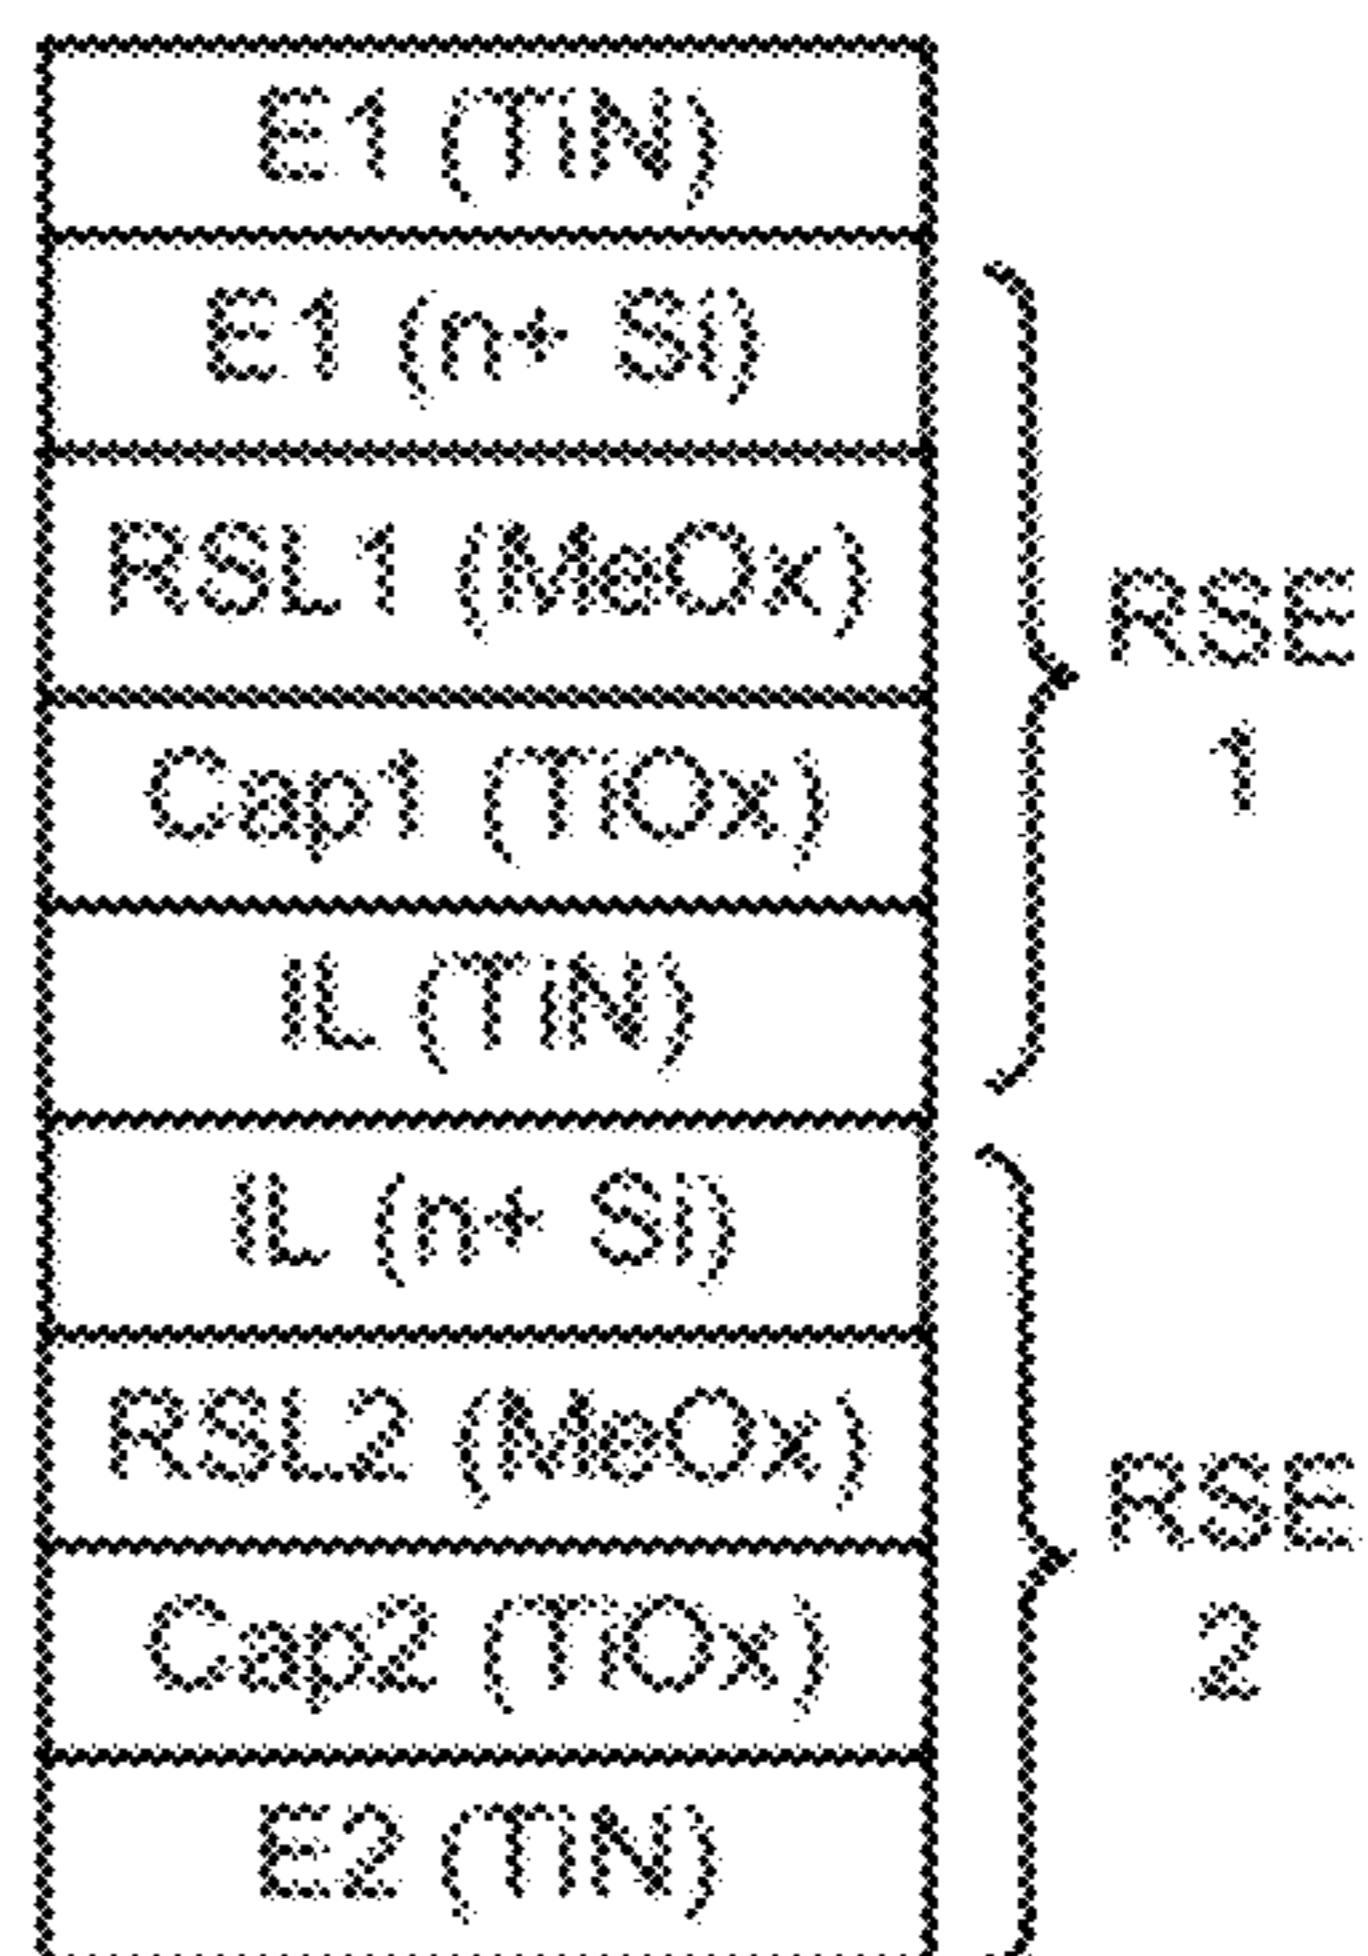 E1 (TiN)
E1 (n+ Si)
RSL1 (MeOx)
Cap1 (TiOx)
IL (TiN)
IL (n+ Si)
RSL2 (MeOx)
Cap2 (TiOx)
E2 (TiN)
RSE
1
RSE
2